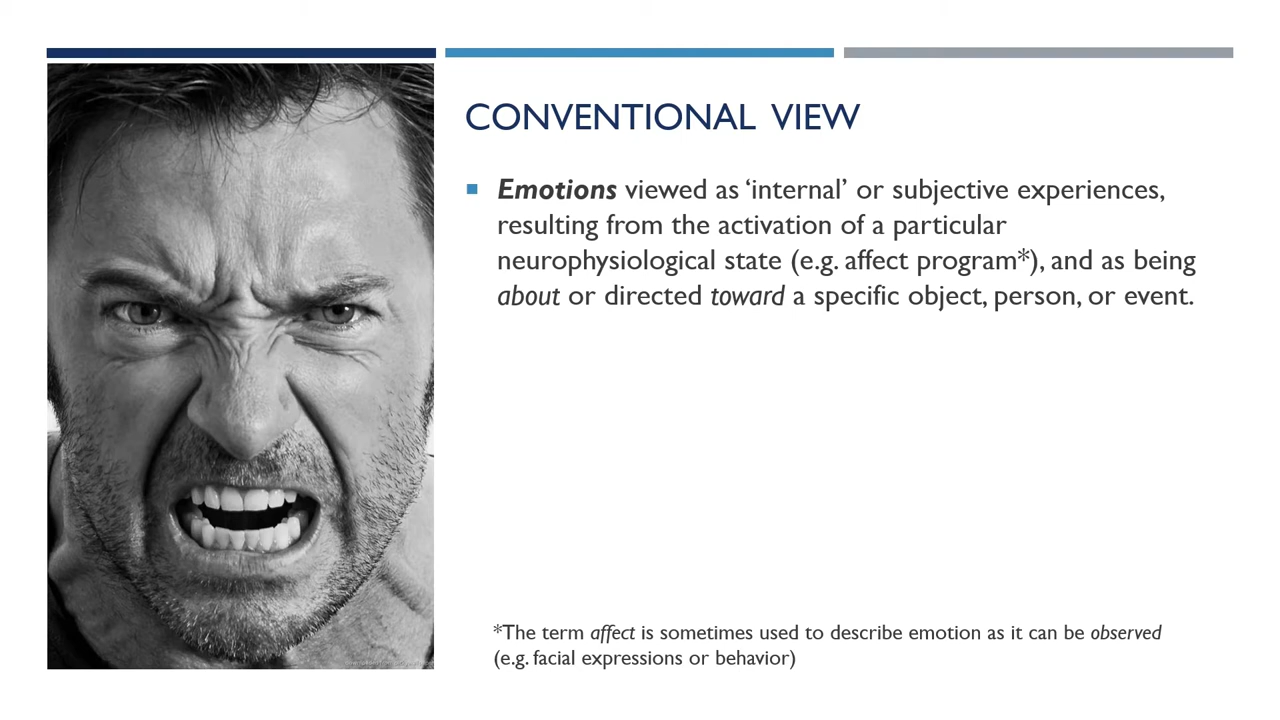 CONVENTIONAL VIEW
Emotions viewed as ‘internal’ or subjective experiences,
resulting from the activation of a particular
neurophysiological state (e.g. affect program*), and as being
about or directed toward a specific object, person, or event.
*The term affect is sometimes used to describe emotion as it can be observed
(e.g. facial expressions or behavior)